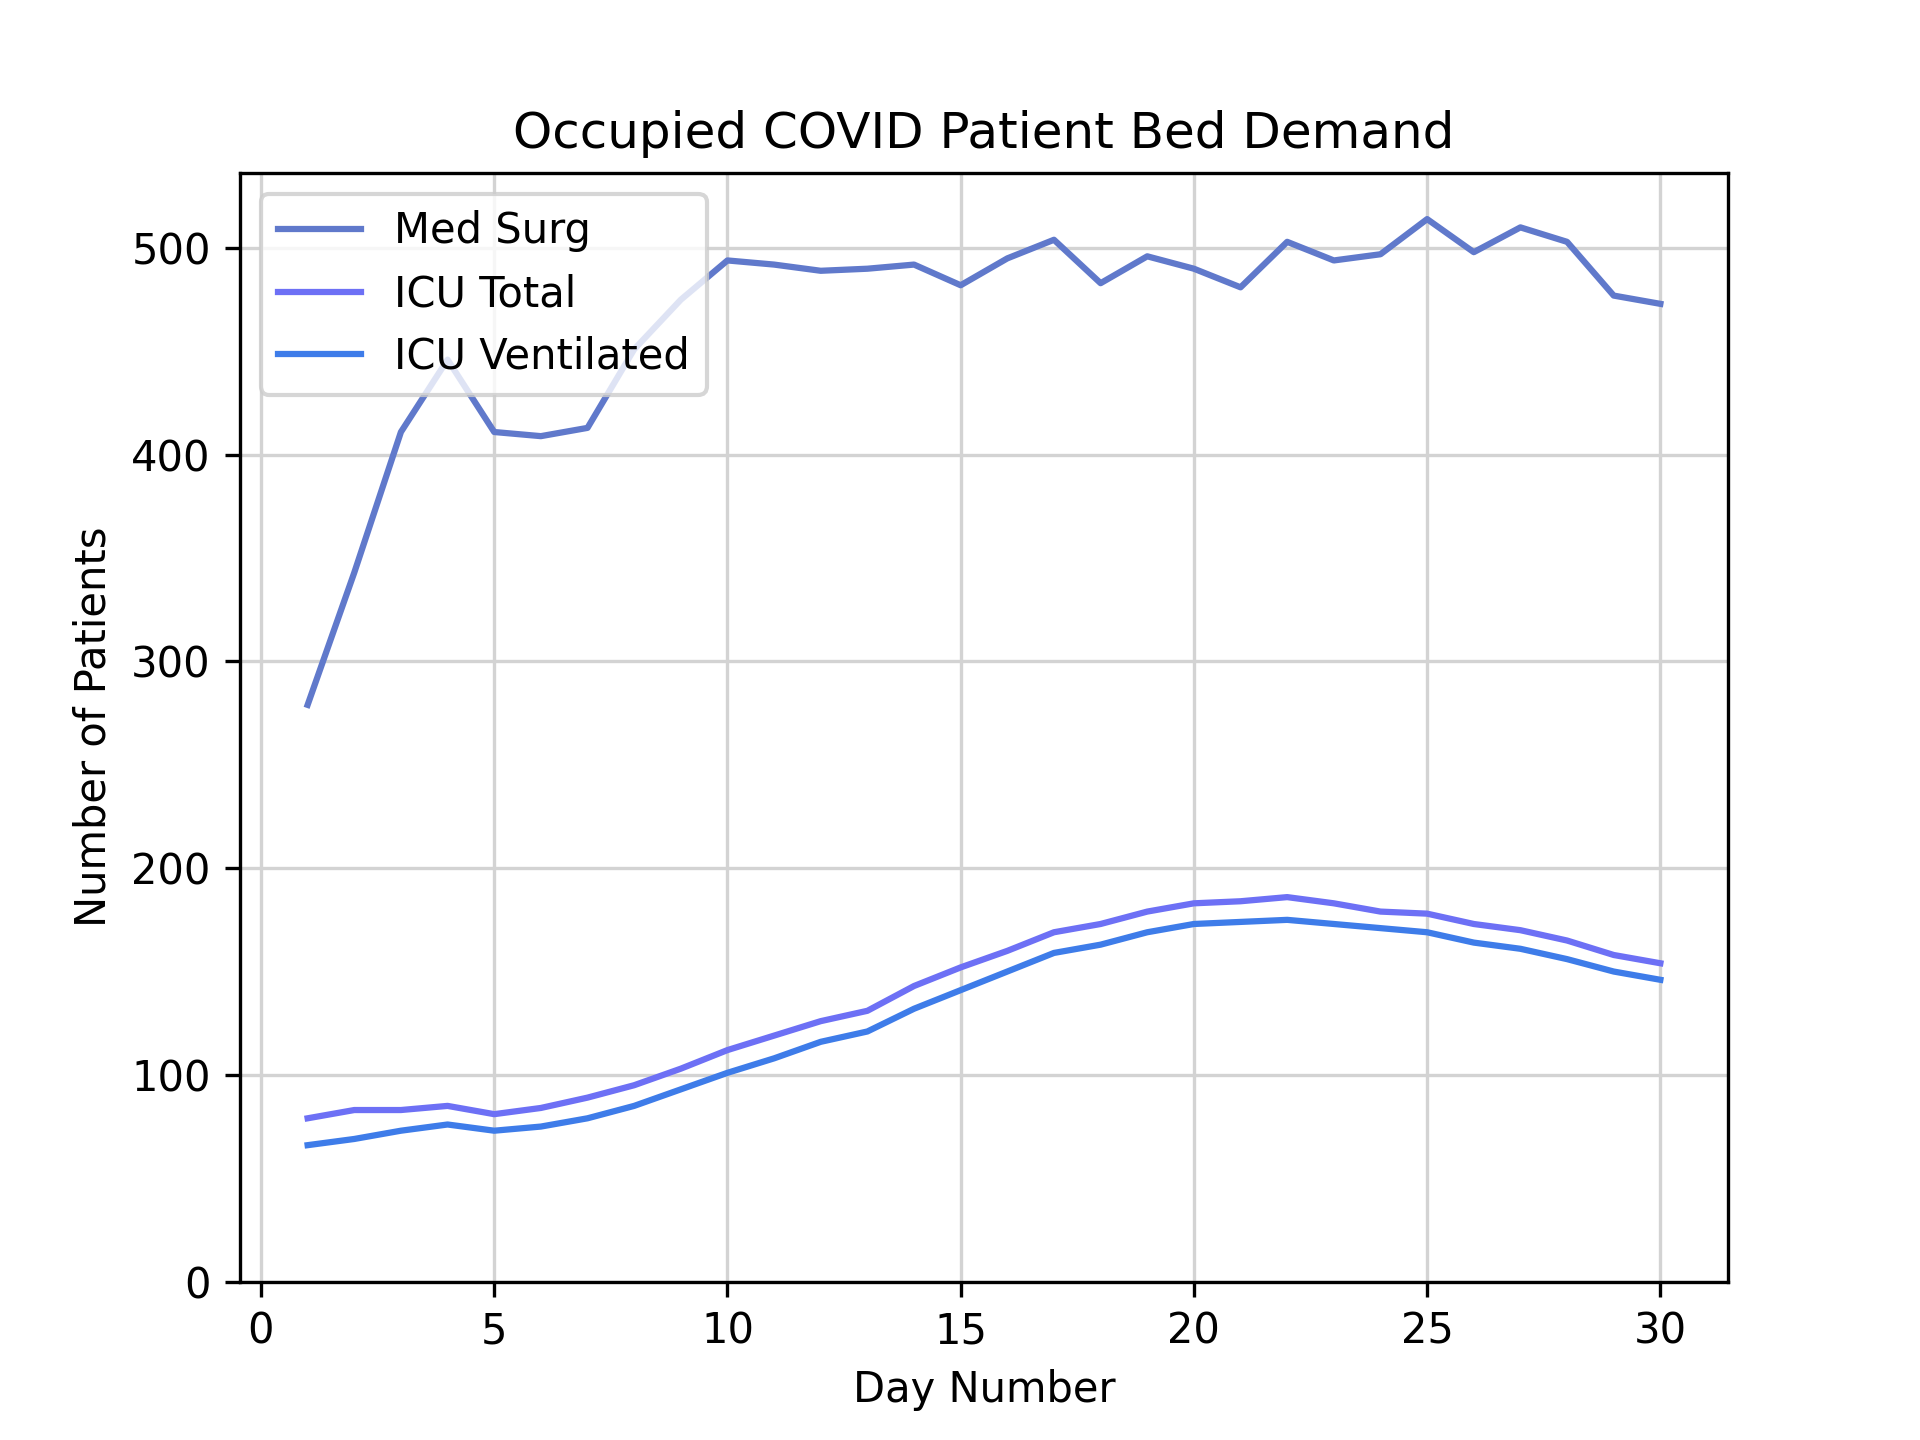 Occupied COVID Patient Bed Demand
Med Surg
ICU Total
ICU Ventilated
500
400
300
200
100
0
Number of Patients
0 5 10 15 20 25 30
Day Number